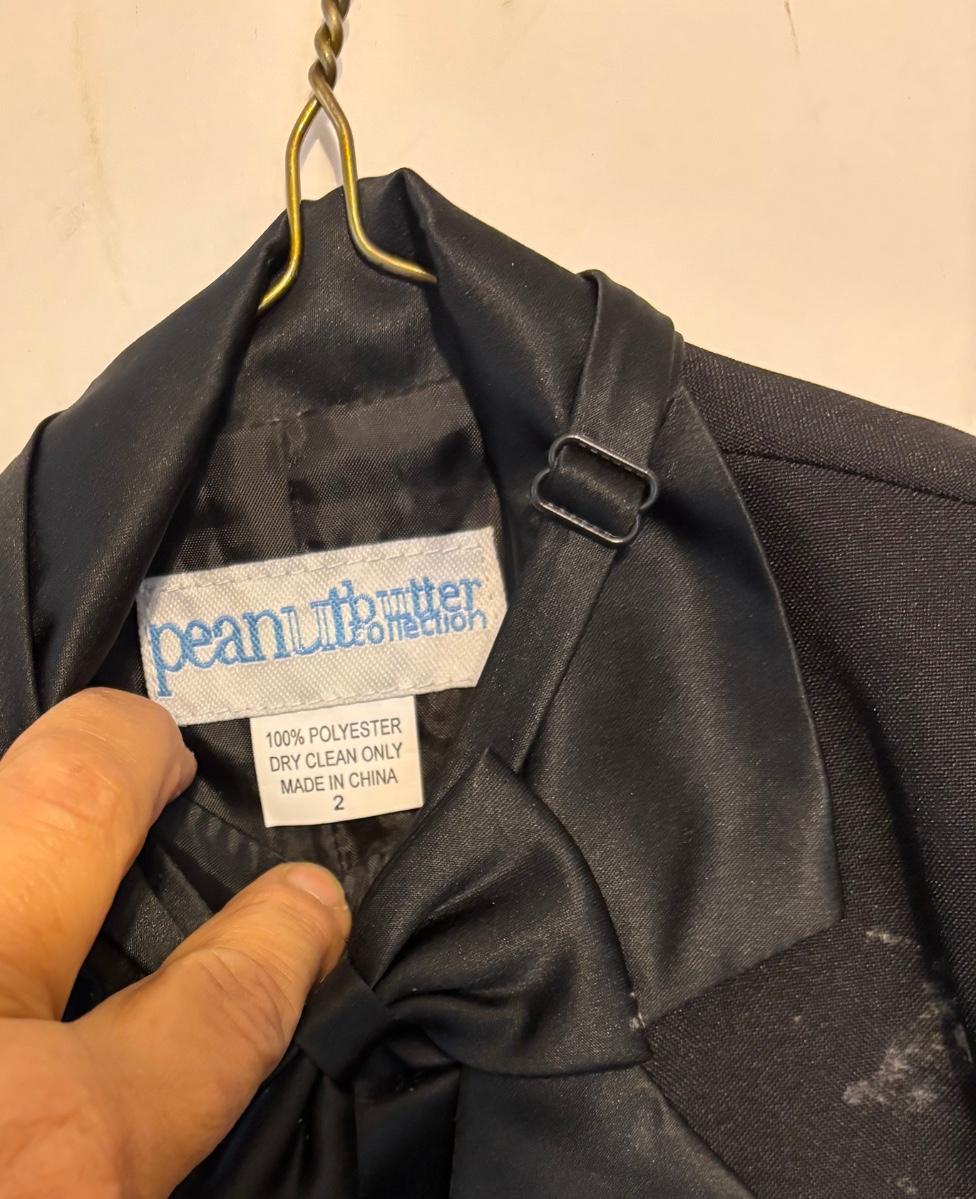 peanutbutter
collection
100% POLYESTER
DRY CLEAN ONLY
MADE IN CHINA
2